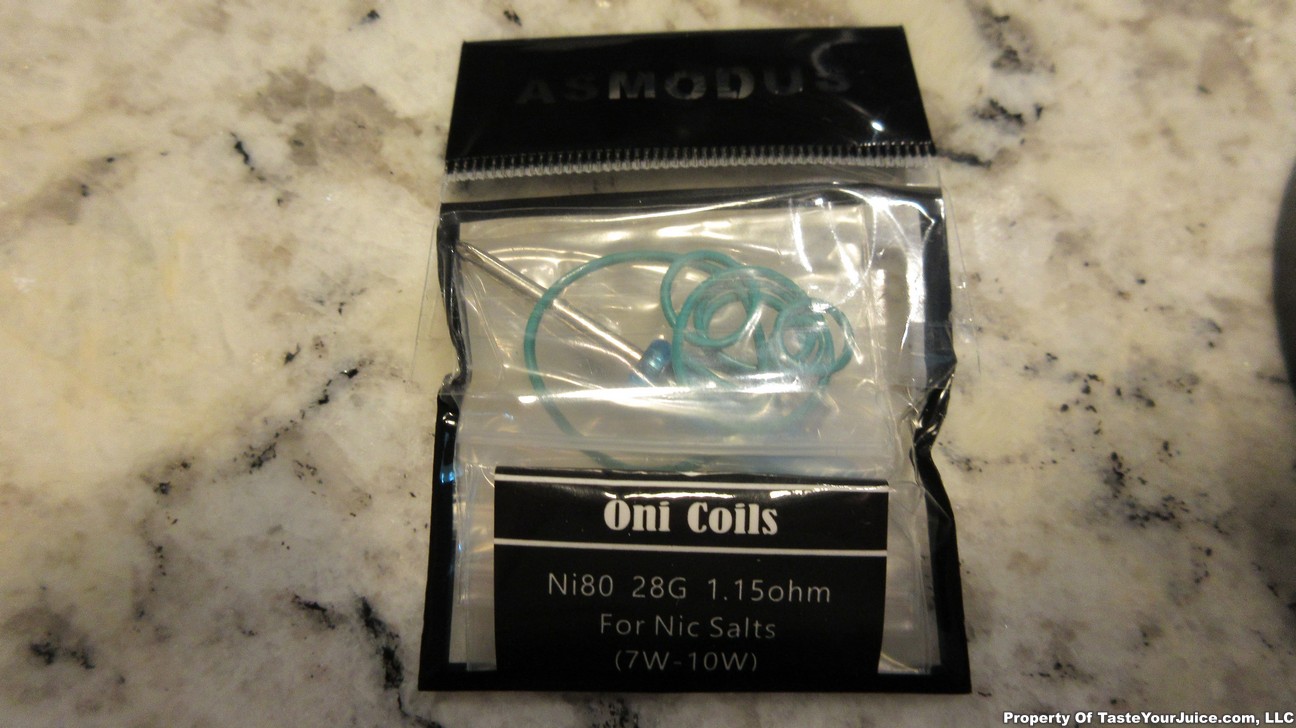 ASMODUS
Oni Coils
Ni80 28G 1.15ohm
For Nic Salts
(7W-10W)
Property Of TasteYourJuice.com, LLC